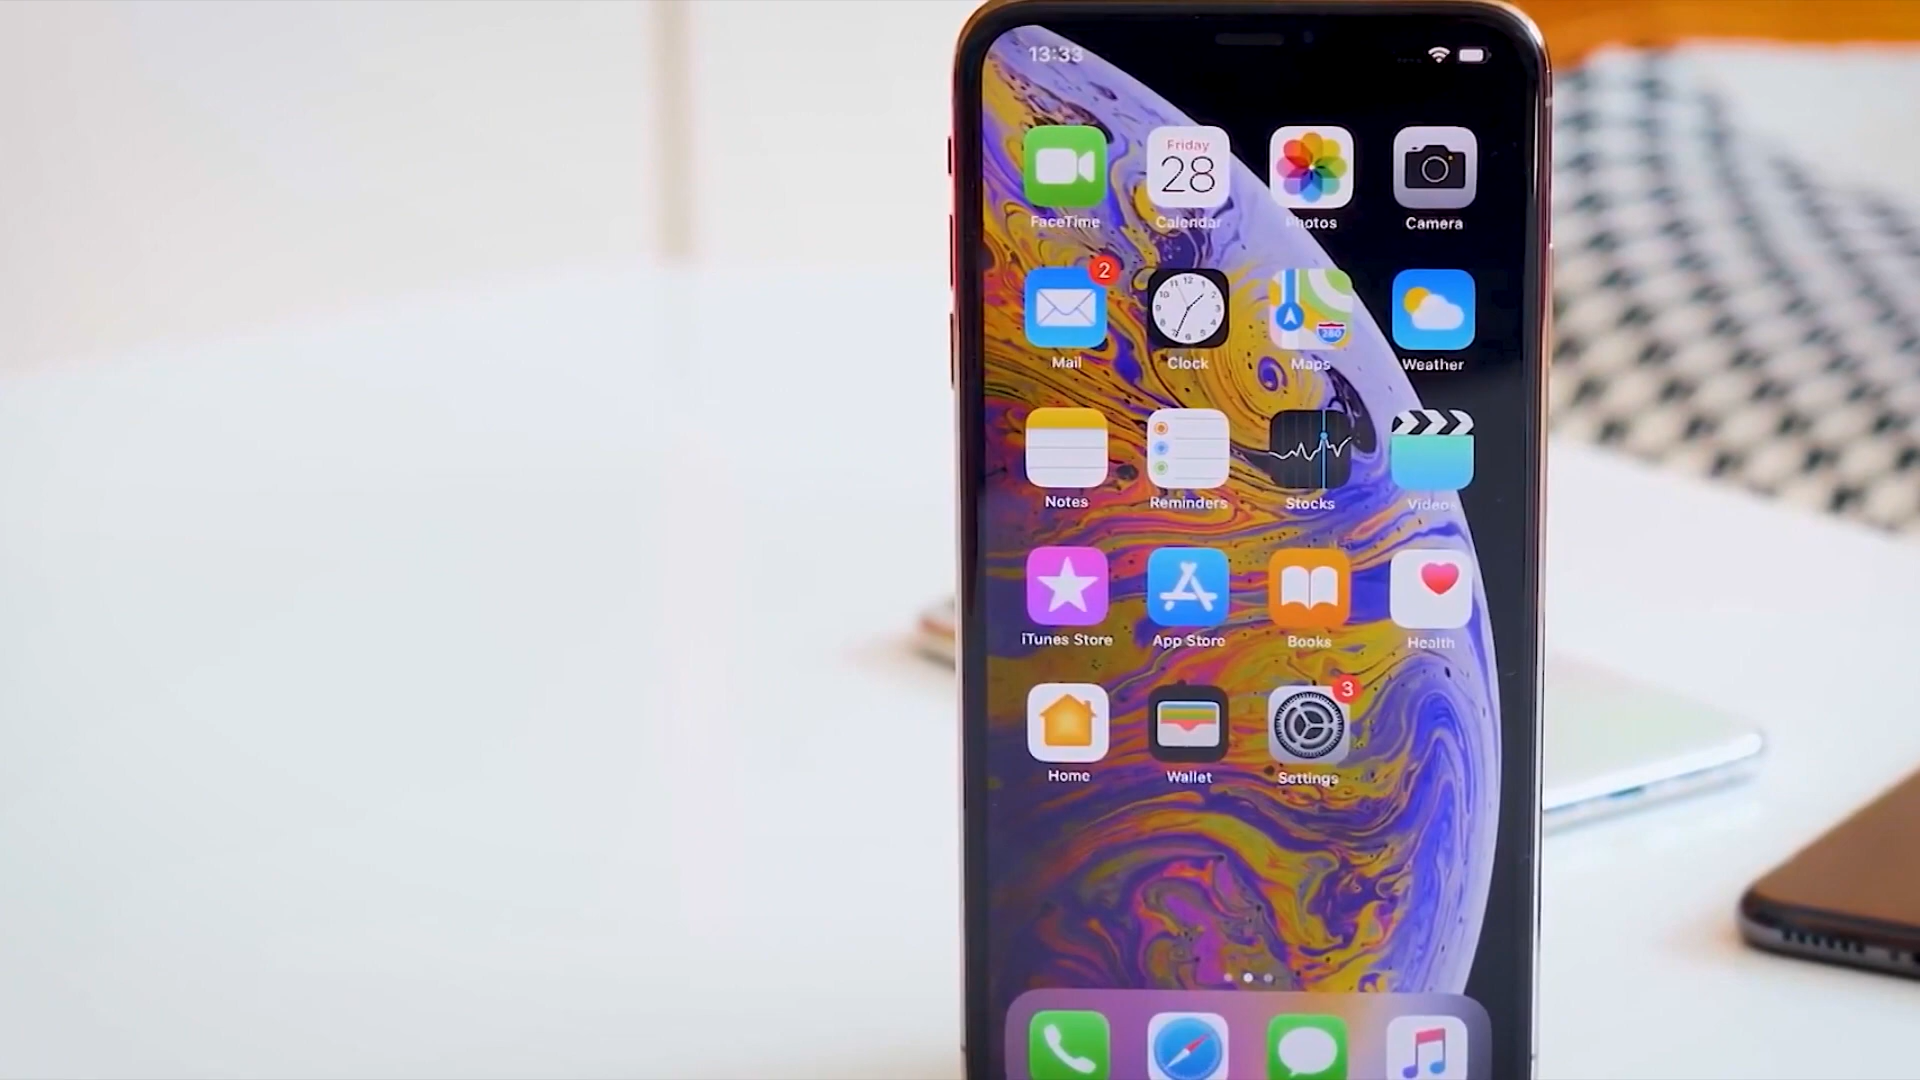 13:33
Friday
28
FaceTime
Calendar
Photos
Camera
2
Mail
Clock
Maps
Weather
280
Notes
Reminders
Stocks
Videos
iTunes Store
App Store
Books
Health
3
Home
Wallet
Settings